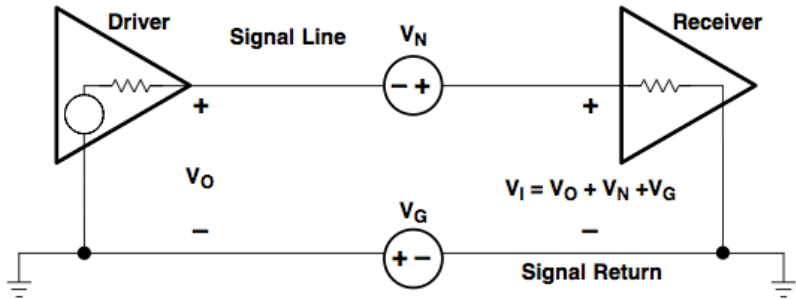 Driver
Receiver
Signal Line
VN
− +
+
+
VO
VI = VO + VN +VG
−
−
VG
+ −
Signal Return